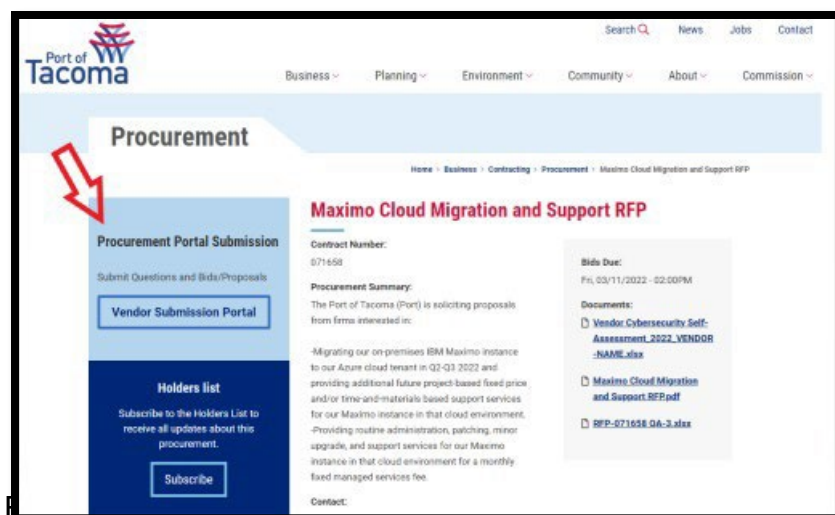 Search News Jobs Contact
Port of
Tacoma
Business Planning Environment Community About Commission
Procurement
Home > Business > Contracting > Procurement > Maximo Cloud Migration and Support RFP
Procurement Portal Submission
Submit Questions and Bids/Proposals
Vendor Submission Portal
Holders list
Subscribe to the Holders List to
receive all updates about this
procurement.
Subscribe
Maximo Cloud Migration and Support RFP
Contract Number:
071658
Procurement Summary:
The Port of Tacoma (Port) is soliciting proposals
from firms interested in:
-Migrating our on-premises IBM Maximo instance
to our Azure cloud tenant in Q2-Q3 2022 and
providing additional future project-based fixed price
and/or time-and-materials based support services
for our Maximo instance in that cloud environment.
-Providing routine administration, patching, minor
upgrade, and support services for our Maximo
instance in that cloud environment for a monthly
fixed managed services fee.
Contact:
Bids Due:
Fri, 03/11/2022 - 02:00PM
Documents:
Vendor Cybersecurity Self-
Assessment_2022_VENDOR
-NAME.xlsx
Maximo Cloud Migration
and Support RFP.pdf
RFP-071658 QA-3.xlsx